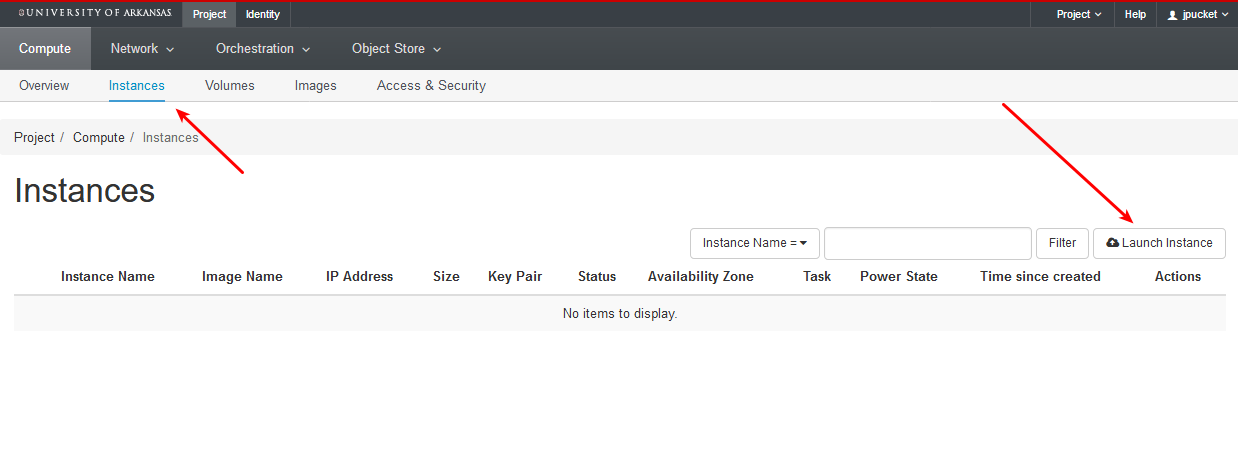 UNIVERSITY OF ARKANSAS Project Identity Project Help jpucket
Compute Network Orchestration Object Store
Overview Instances Volumes Images Access & Security
Project / Compute / Instances
Instances
Instance Name = Filter Launch Instance
Instance Name Image Name IP Address Size Key Pair Status Availability Zone Task Power State Time since created Actions
No items to display.